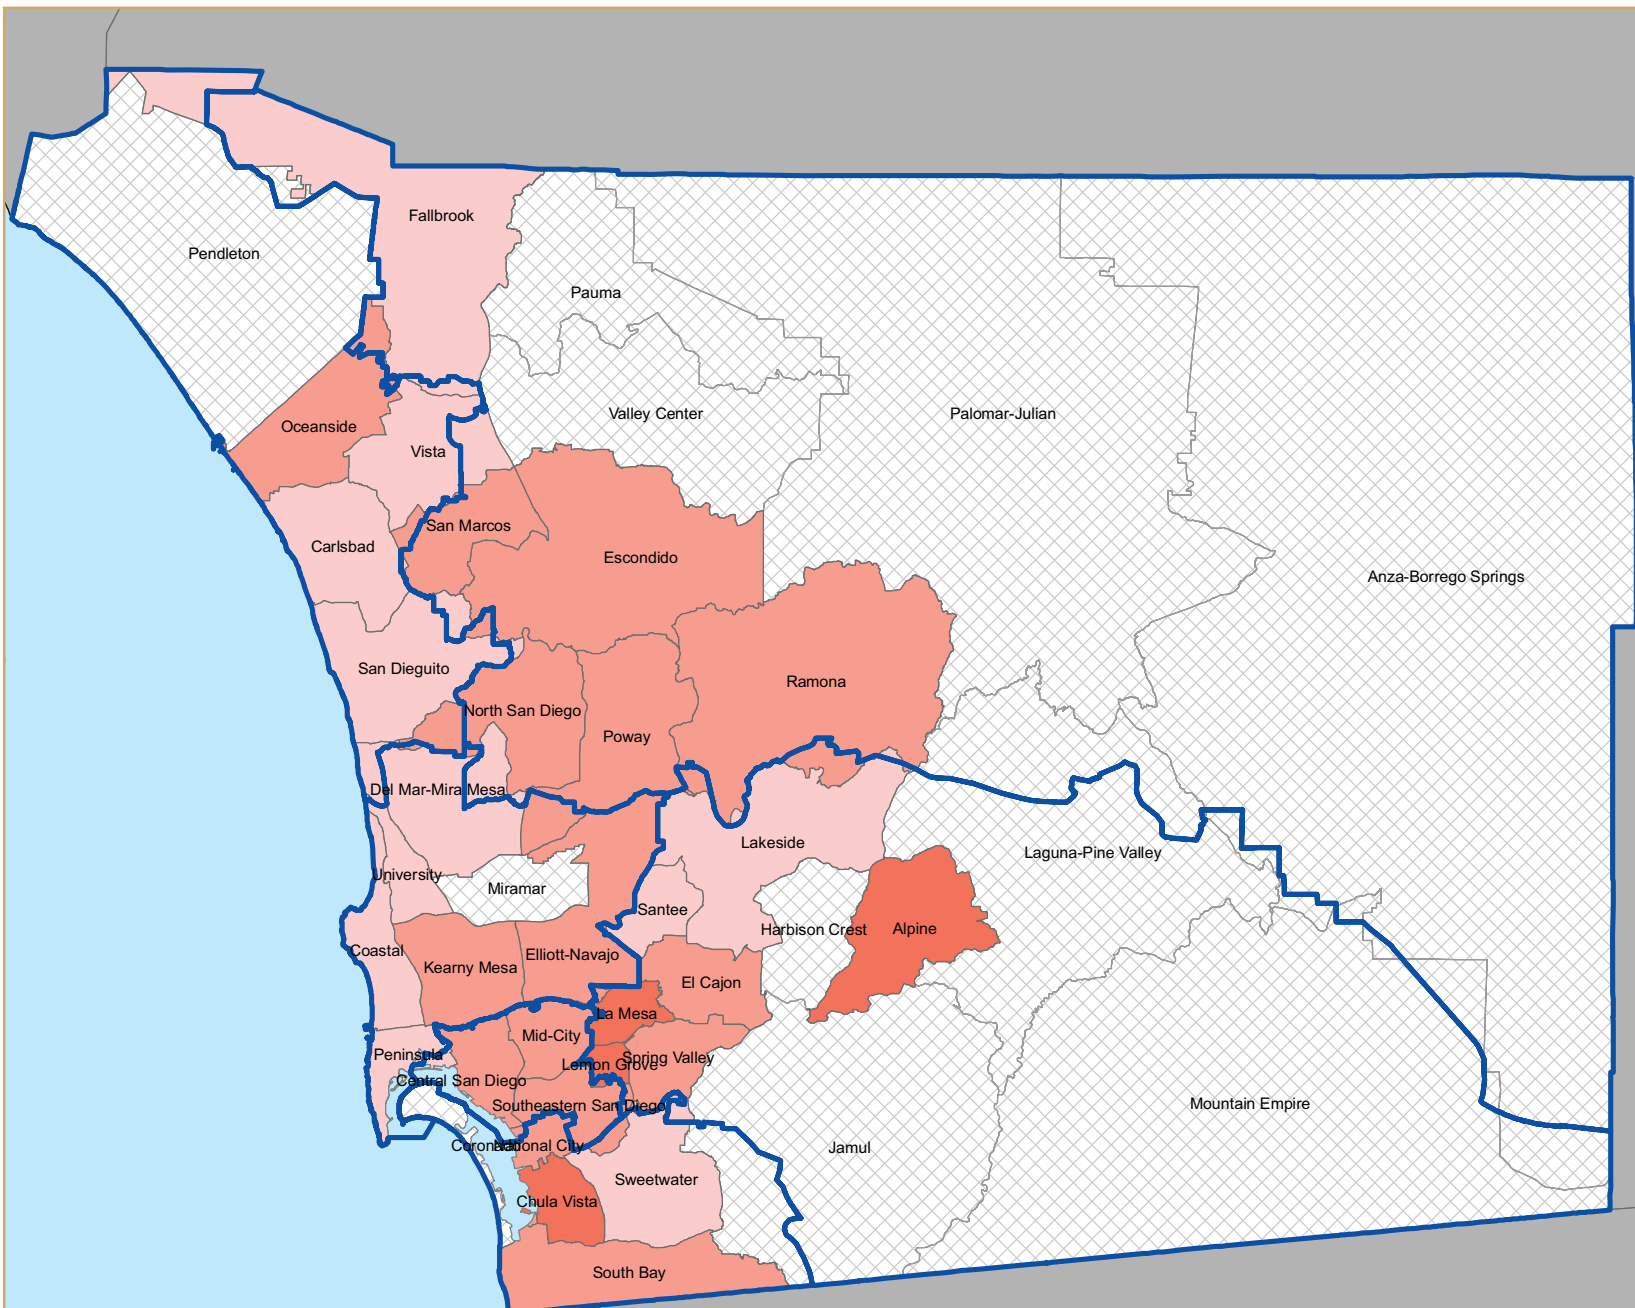 Fallbrook
Pendleton
Pauma
Valley Center
Palomar-Julian
Oceanside
Vista
San Marcos
Carlsbad
Escondido
Anza-Borrego Springs
San Dieguito
Ramona
North San Diego
Poway
Del Mar-Mira Mesa
Lakeside
Laguna-Pine Valley
University
Miramar
Santee
Harbison Crest
Alpine
Coastal
Elliott-Navajo
Kearny Mesa
El Cajon
La Mesa
Mid-City
Peninsula
Spring Valley
Lemon Grove
Central San Diego
Southeastern San Diego
Mountain Empire
Coronado
National City
Jamul
Sweetwater
Chula Vista
South Bay